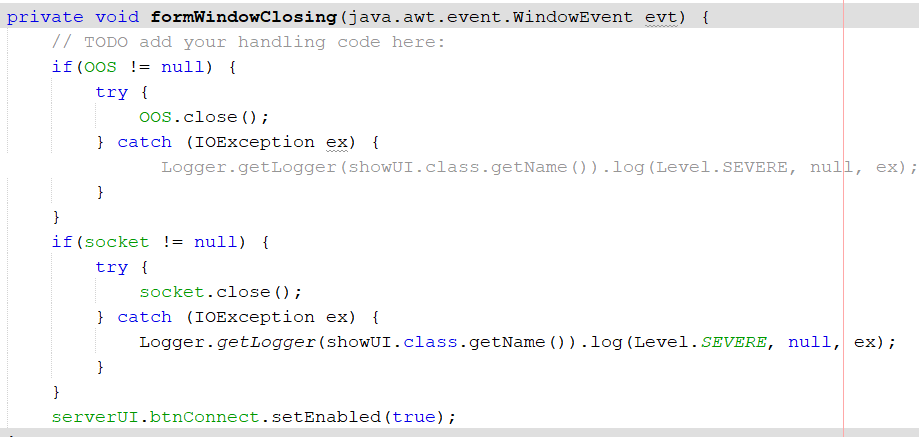 private void formWindowClosing(java.awt.event.WindowEvent evt) {
// TODO add your handling code here:
if(OOS != null) {
try {
OOS.close();
} catch (IOException ex) {
Logger.getLogger(showUI.class.getName()).log(Level.SEVERE, null, ex);
}
}
if(socket != null) {
try {
socket.close();
} catch (IOException ex) {
Logger.getLogger(showUI.class.getName()).log(Level.SEVERE, null, ex);
}
}
serverUI.btnConnect.setEnabled(true);